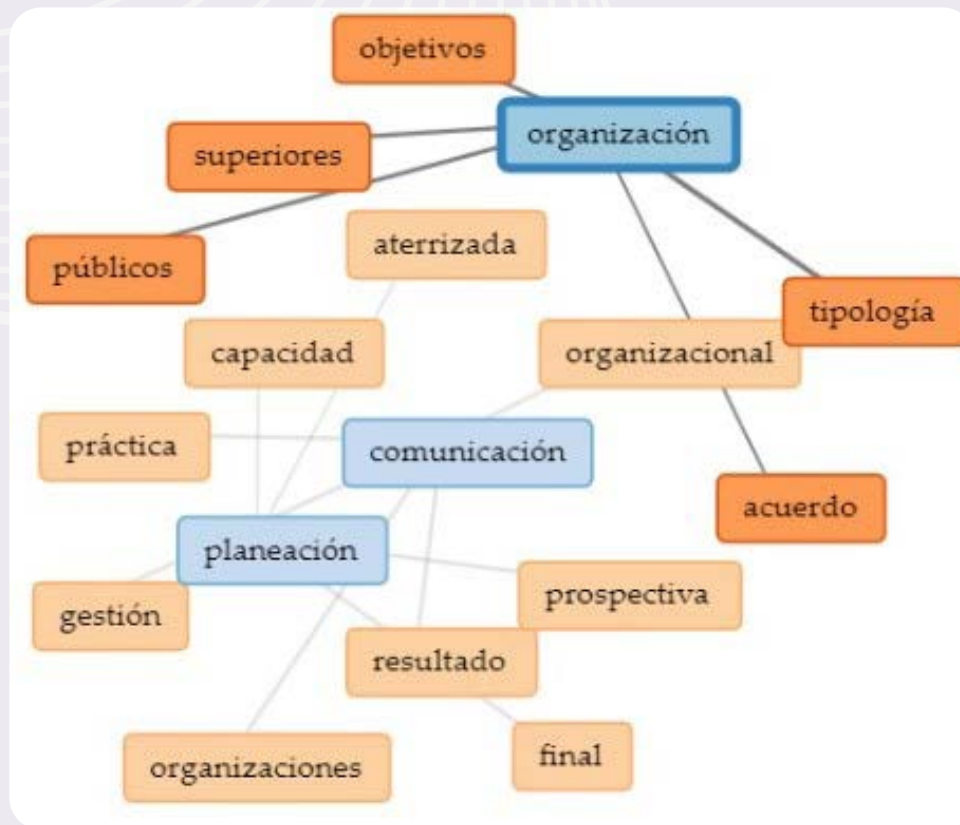 objetivos
organización
superiores
aterrizada
públicos
tipología
capacidad
organizacional
práctica
comunicación
acuerdo
planeación
prospectiva
gestión
resultado
final
organizaciones